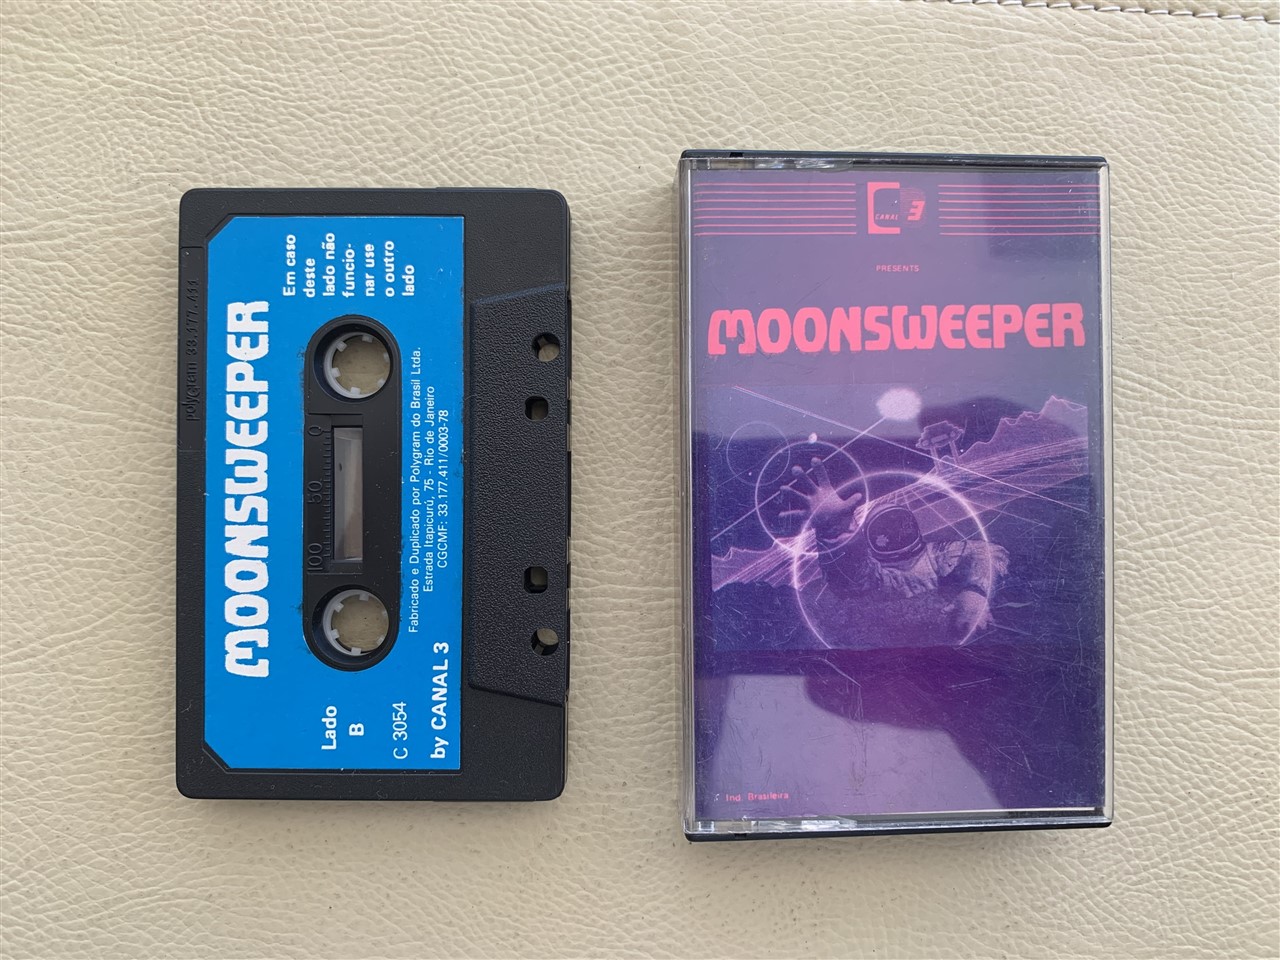 polygram 33.177.411
MOONSWEEPER
Em caso
deste
lado não
funcio-
nar use
o outro
lado
100 50 0
Fabricado e Duplicado por Polygram do Brasil Ltda.
Estrada Itapicurú, 75 - Rio de Janeiro
CGCMF: 33.177.411/0003-78
Lado
B
C 3054
by CANAL 3
CANAL 3
PRESENTS
MOONSWEEPER
Ind. Brasileira